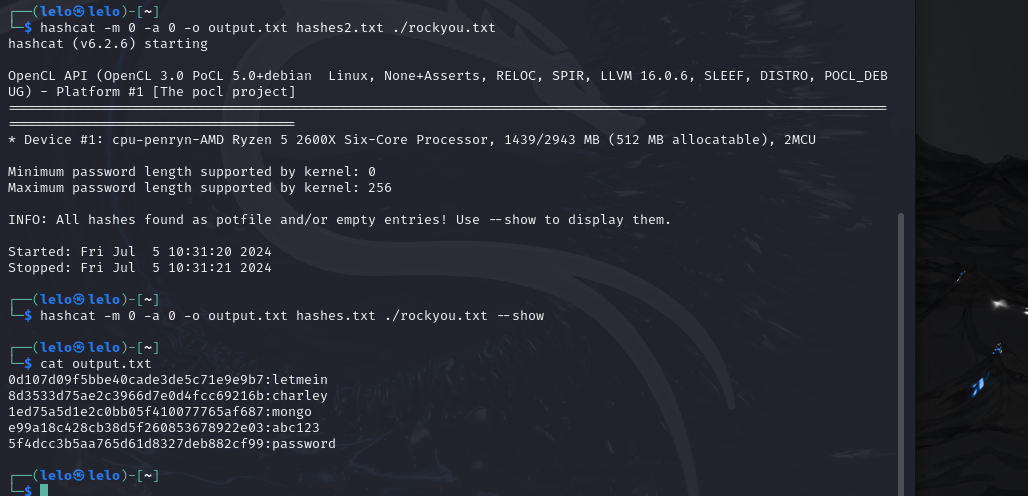 ┌──(lelo㉿lelo)-[~]
└─$ hashcat -m 0 -a 0 -o output.txt hashes2.txt ./rockyou.txt
hashcat (v6.2.6) starting
OpenCL API (OpenCL 3.0 PoCL 5.0+debian  Linux, None+Asserts, RELOC, SPIR, LLVM 16.0.6, SLEEF, DISTRO, POCL_DEB
UG) - Platform #1 [The pocl project]
==============================================================================================================
====================================
* Device #1: cpu-penryn-AMD Ryzen 5 2600X Six-Core Processor, 1439/2943 MB (512 MB allocatable), 2MCU
Minimum password length supported by kernel: 0
Maximum password length supported by kernel: 256
INFO: All hashes found as potfile and/or empty entries! Use --show to display them.
Started: Fri Jul  5 10:31:20 2024
Stopped: Fri Jul  5 10:31:21 2024
┌──(lelo㉿lelo)-[~]
└─$ hashcat -m 0 -a 0 -o output.txt hashes.txt ./rockyou.txt --show
┌──(lelo㉿lelo)-[~]
└─$ cat output.txt
0d107d09f5bbe40cade3de5c71e9e9b7:letmein
8d3533d75ae2c3966d7e0d4fcc69216b:charley
1ed75a5d1e2c0bb05f410077765af687:mongo
e99a18c428cb38d5f260853678922e03:abc123
5f4dcc3b5aa765d61d8327deb882cf99:password
┌──(lelo㉿lelo)-[~]
└─$